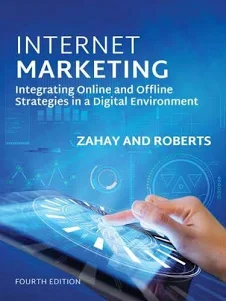 INTERNET
MARKETING
Integrating Online and Offline
Strategies in a Digital Environment
ZAHAY AND ROBERTS
FOURTH EDITION